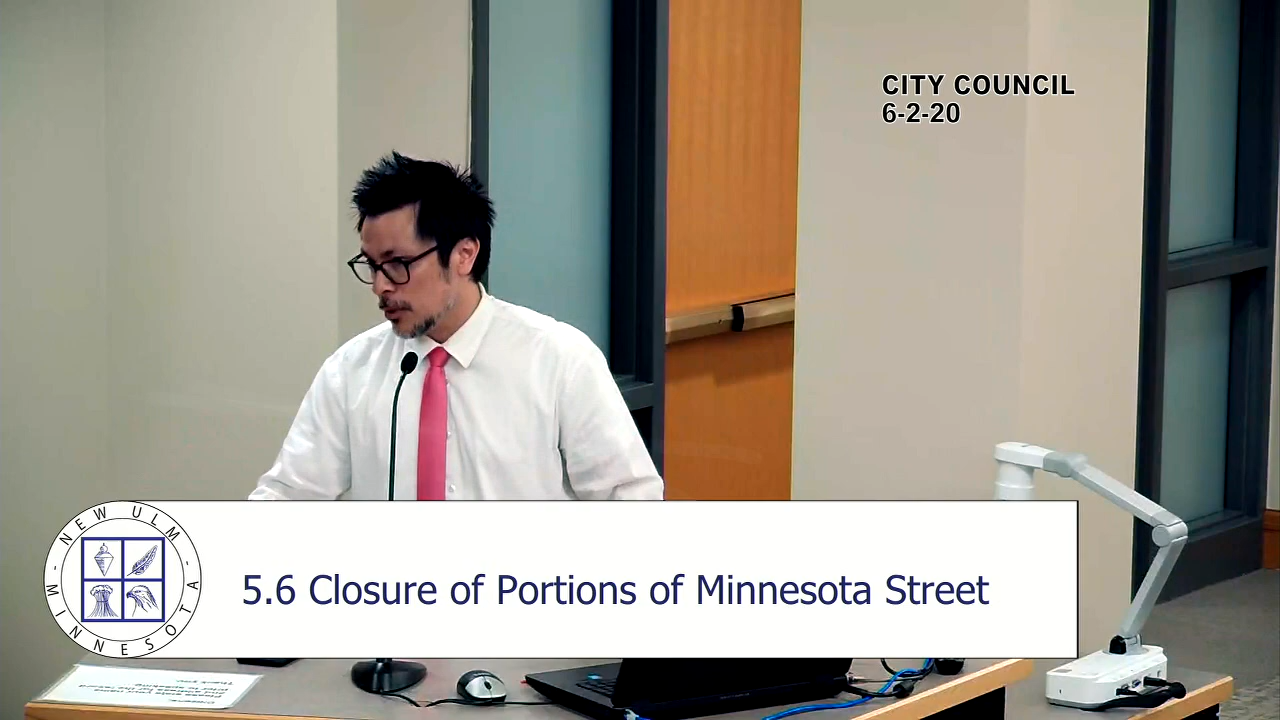 CITY COUNCIL
6-2-20
NEW ULM
MINNESOTA
5.6 Closure of Portions of Minnesota Street